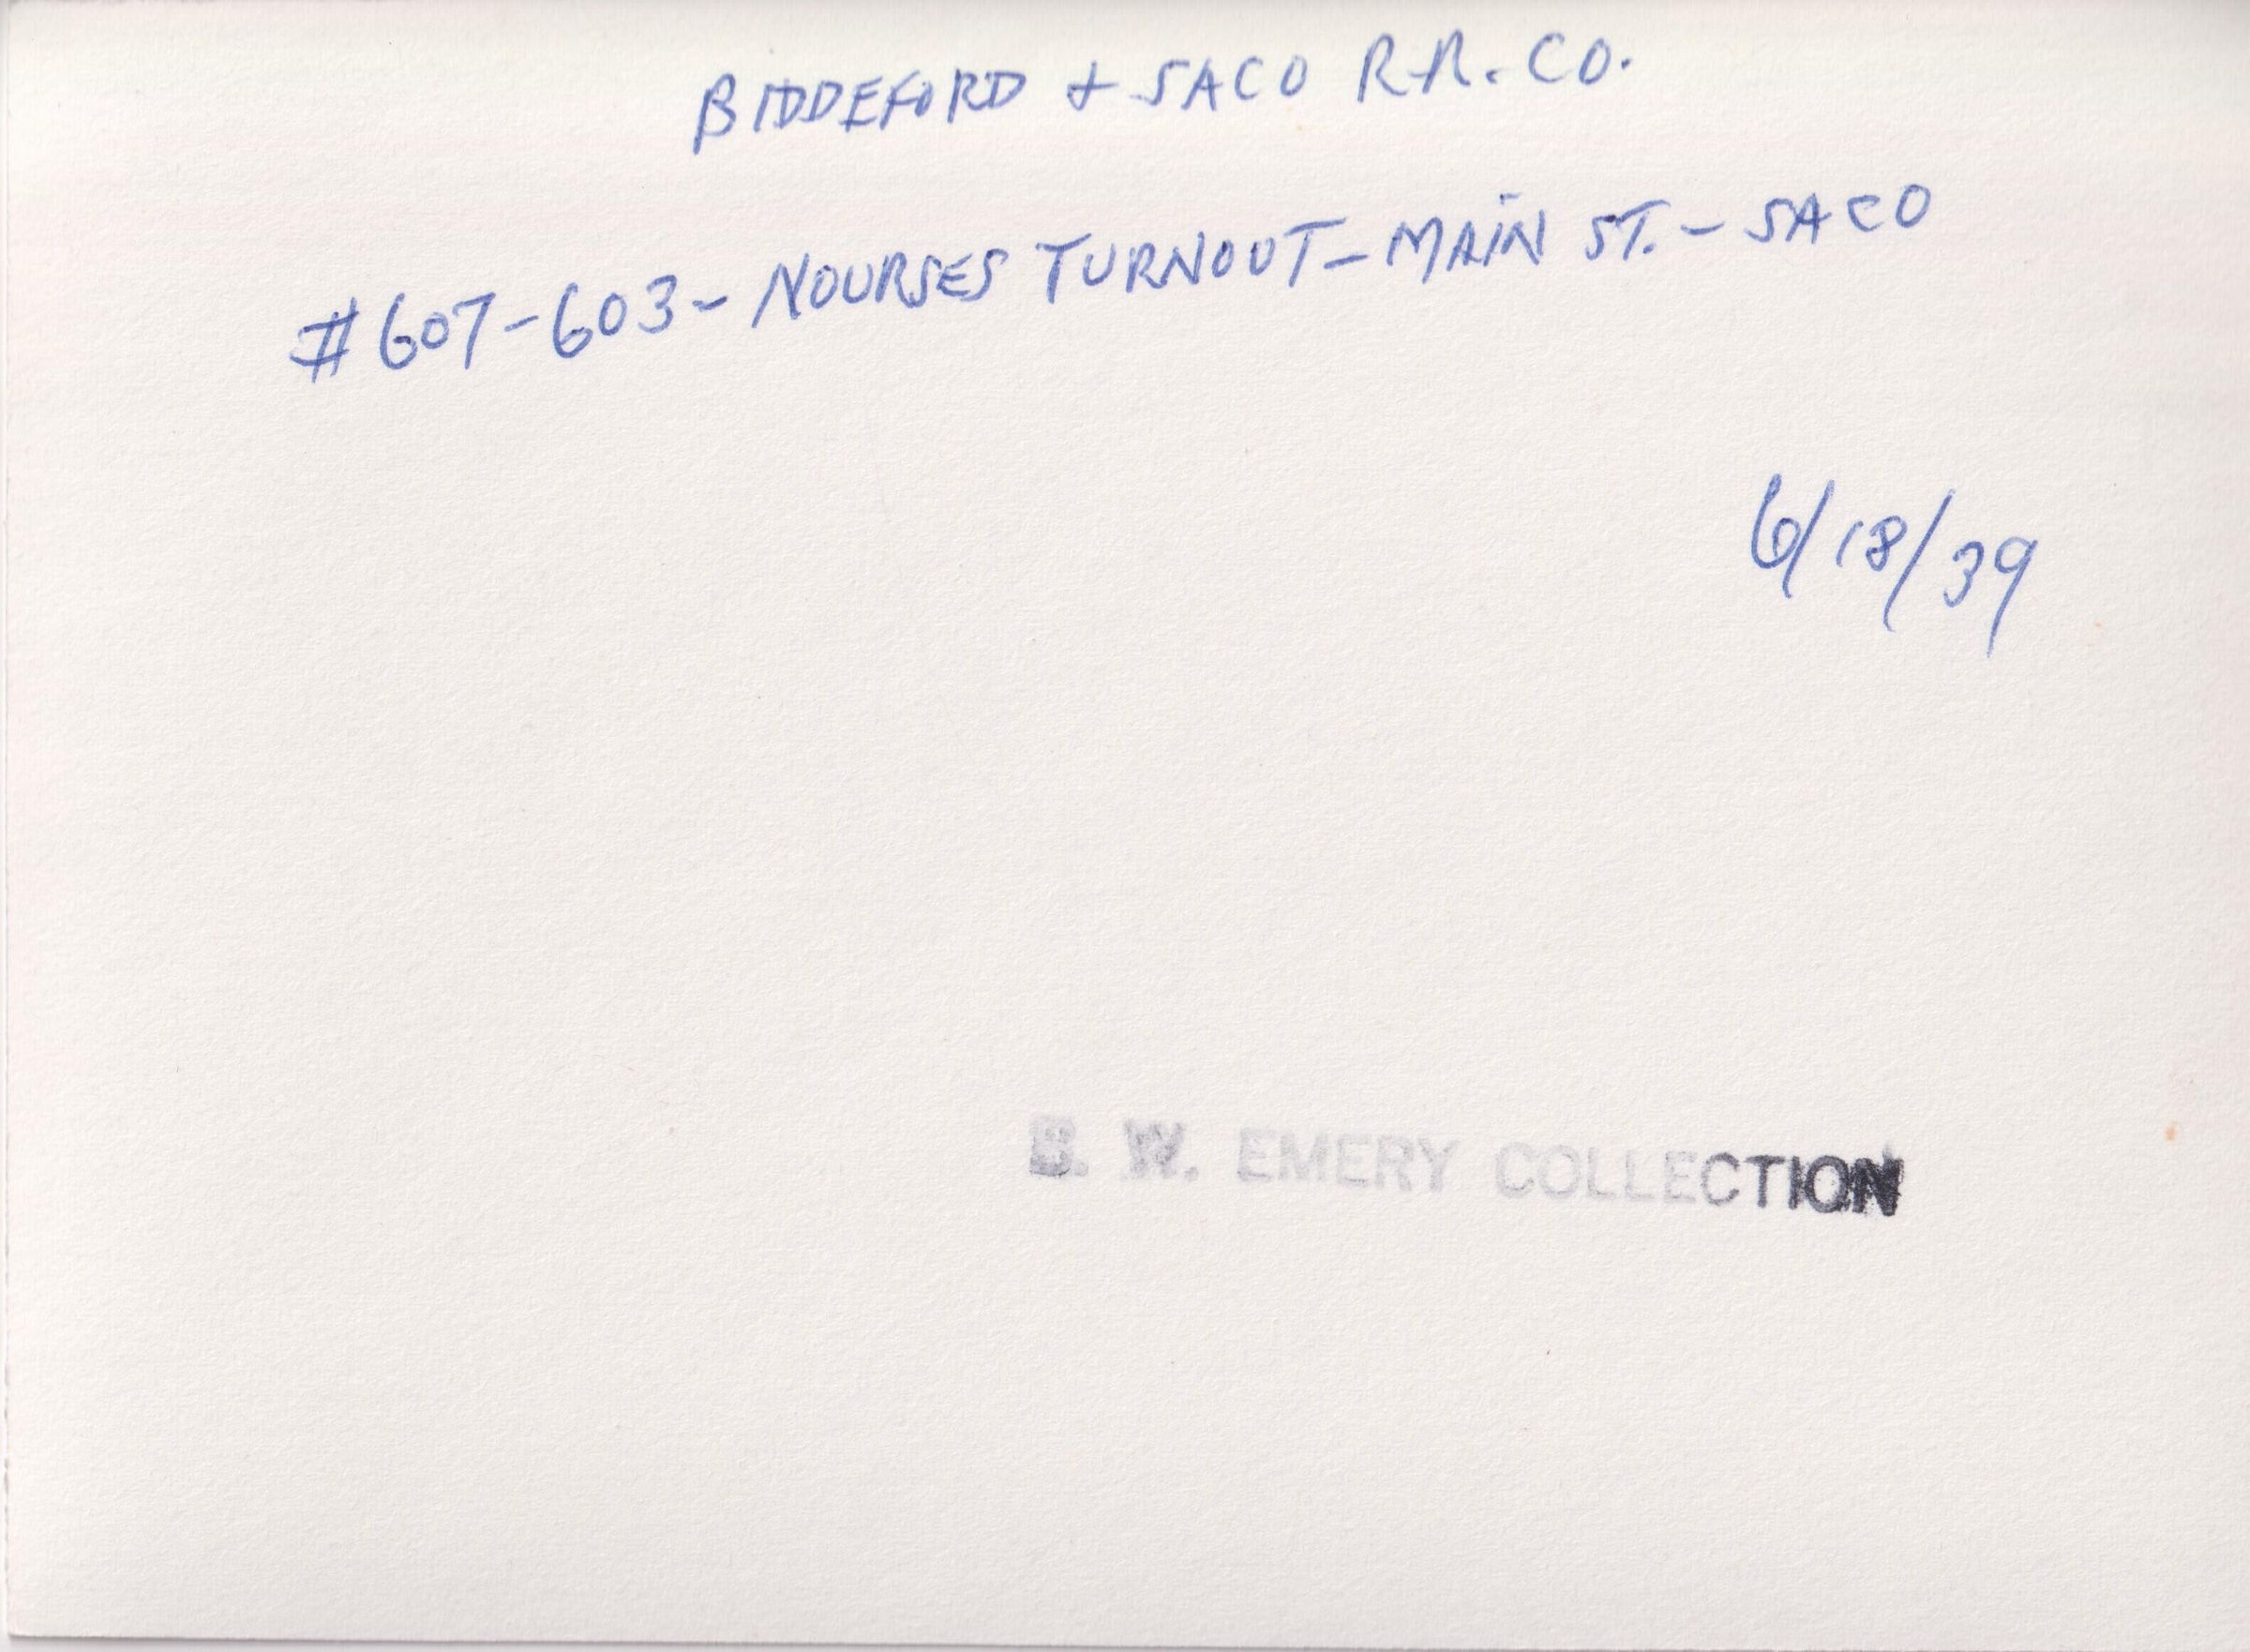 BIDDEFORD + SACO R.R. CO.
#607-603- NOURSES TURNOUT-MAIN ST. - SACO
6/18/39
W. EMERY COLLECTION